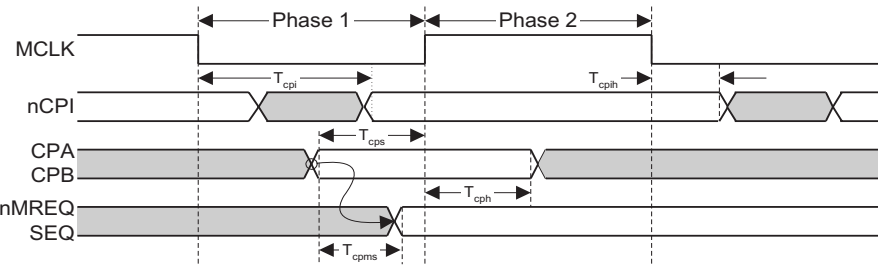 Phase 1
Phase 2
MCLK
Tcpi
Tcpih
nCPI
Tcps
CPA
CPB
Tcph
nMREQ
SEQ
Tcpms